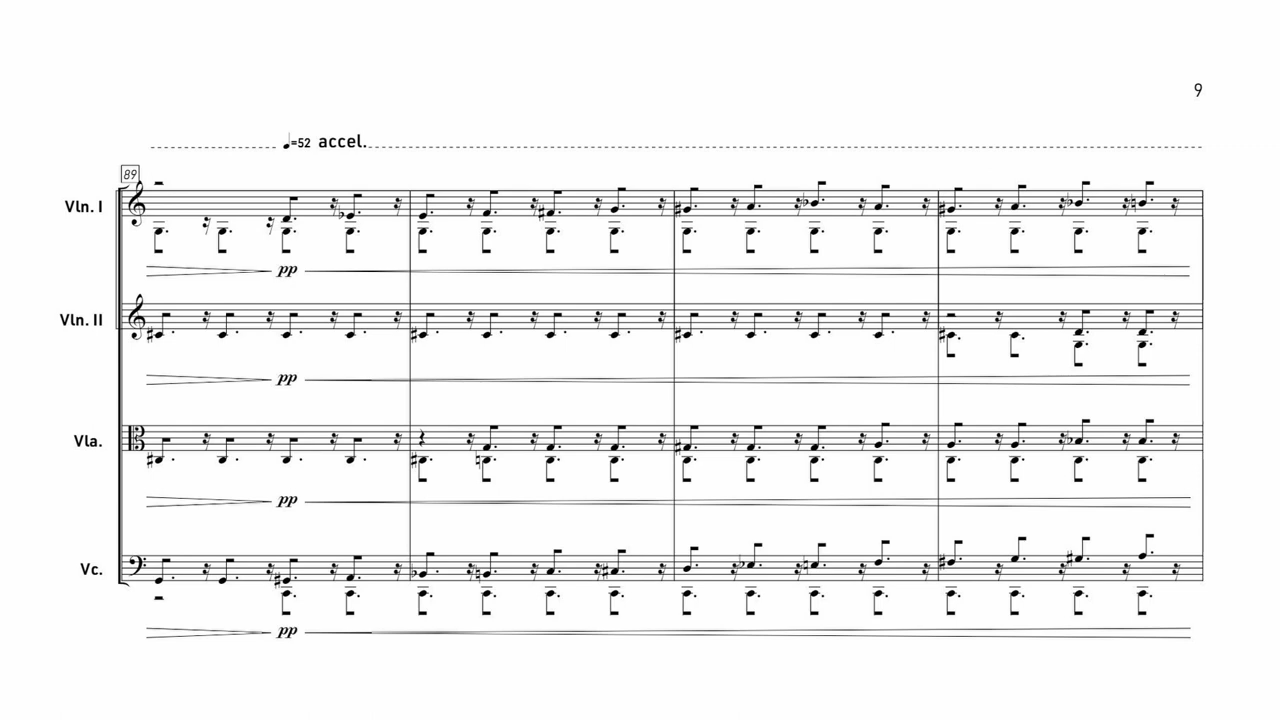 9
♩=52 accel.
89
Vln. I
pp
Vln. II
pp
Vla.
pp
Vc.
pp